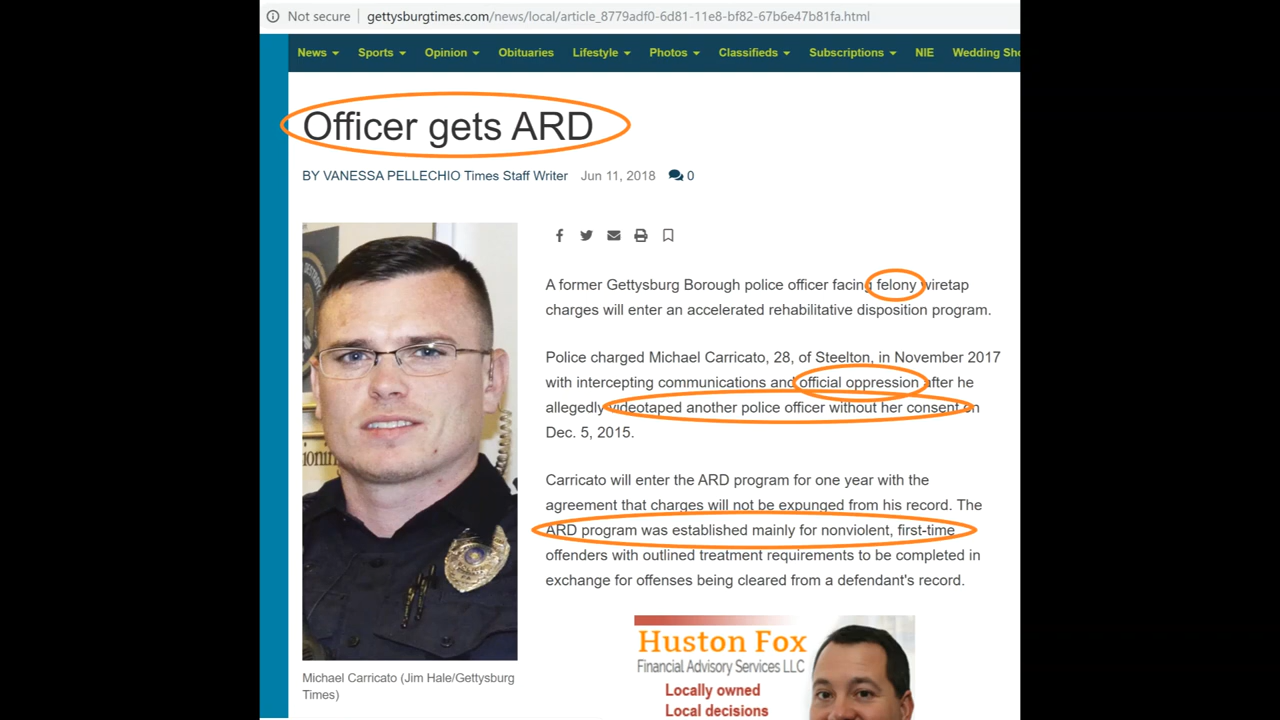 Not secure gettysburgtimes.com/news/local/article_8779adf0-6d81-11e8-bf82-67b6e47b81fa.html
News Sports Opinion Obituaries Lifestyle Photos Classifieds Subscriptions NIE Wedding Sho
Officer gets ARD
BY VANESSA PELLECHIO Times Staff Writer Jun 11, 2018 0
A former Gettysburg Borough police officer facing felony wiretap
charges will enter an accelerated rehabilitative disposition program.
Police charged Michael Carricato, 28, of Steelton, in November 2017
with intercepting communications and official oppression after he
allegedly videotaped another police officer without her consent on
Dec. 5, 2015.
Carricato will enter the ARD program for one year with the
agreement that charges will not be expunged from his record. The
ARD program was established mainly for nonviolent, first-time
offenders with outlined treatment requirements to be completed in
exchange for offenses being cleared from a defendant's record.
Michael Carricato (Jim Hale/Gettysburg
Times)
Huston Fox
Financial Advisory Services LLC
Locally owned
Local decisions